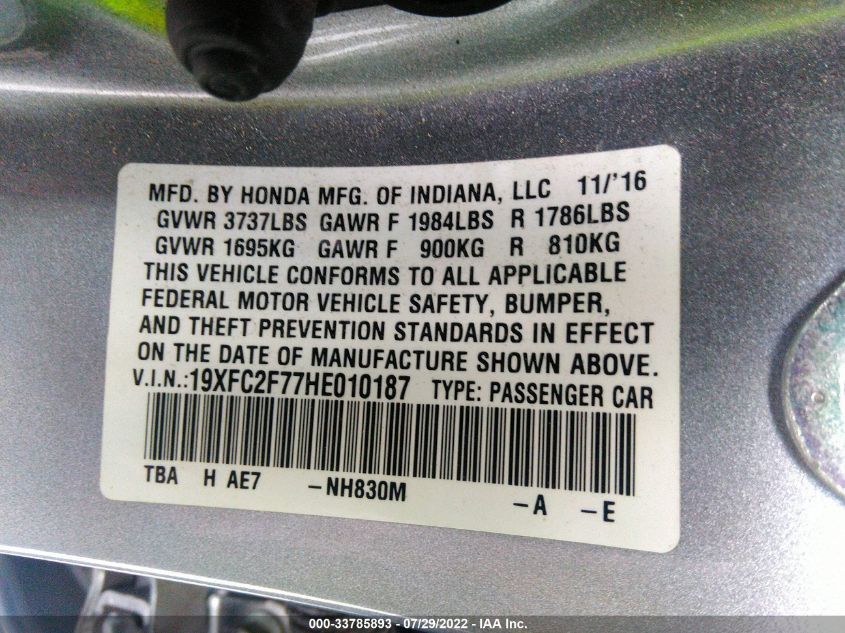 MFD. BY HONDA MFG. OF INDIANA, LLC 11/'16
GVWR 3737LBS GAWR F 1984LBS R 1786LBS
GVWR 1695KG GAWR F 900KG R 810KG
THIS VEHICLE CONFORMS TO ALL APPLICABLE
FEDERAL MOTOR VEHICLE SAFETY, BUMPER,
AND THEFT PREVENTION STANDARDS IN EFFECT
ON THE DATE OF MANUFACTURE SHOWN ABOVE.
V.I.N.:19XFC2F77HE010187 TYPE: PASSENGER CAR
TBA H AE7 -NH830M -A -E
000-33785893 - 07/29/2022 - IAA Inc.